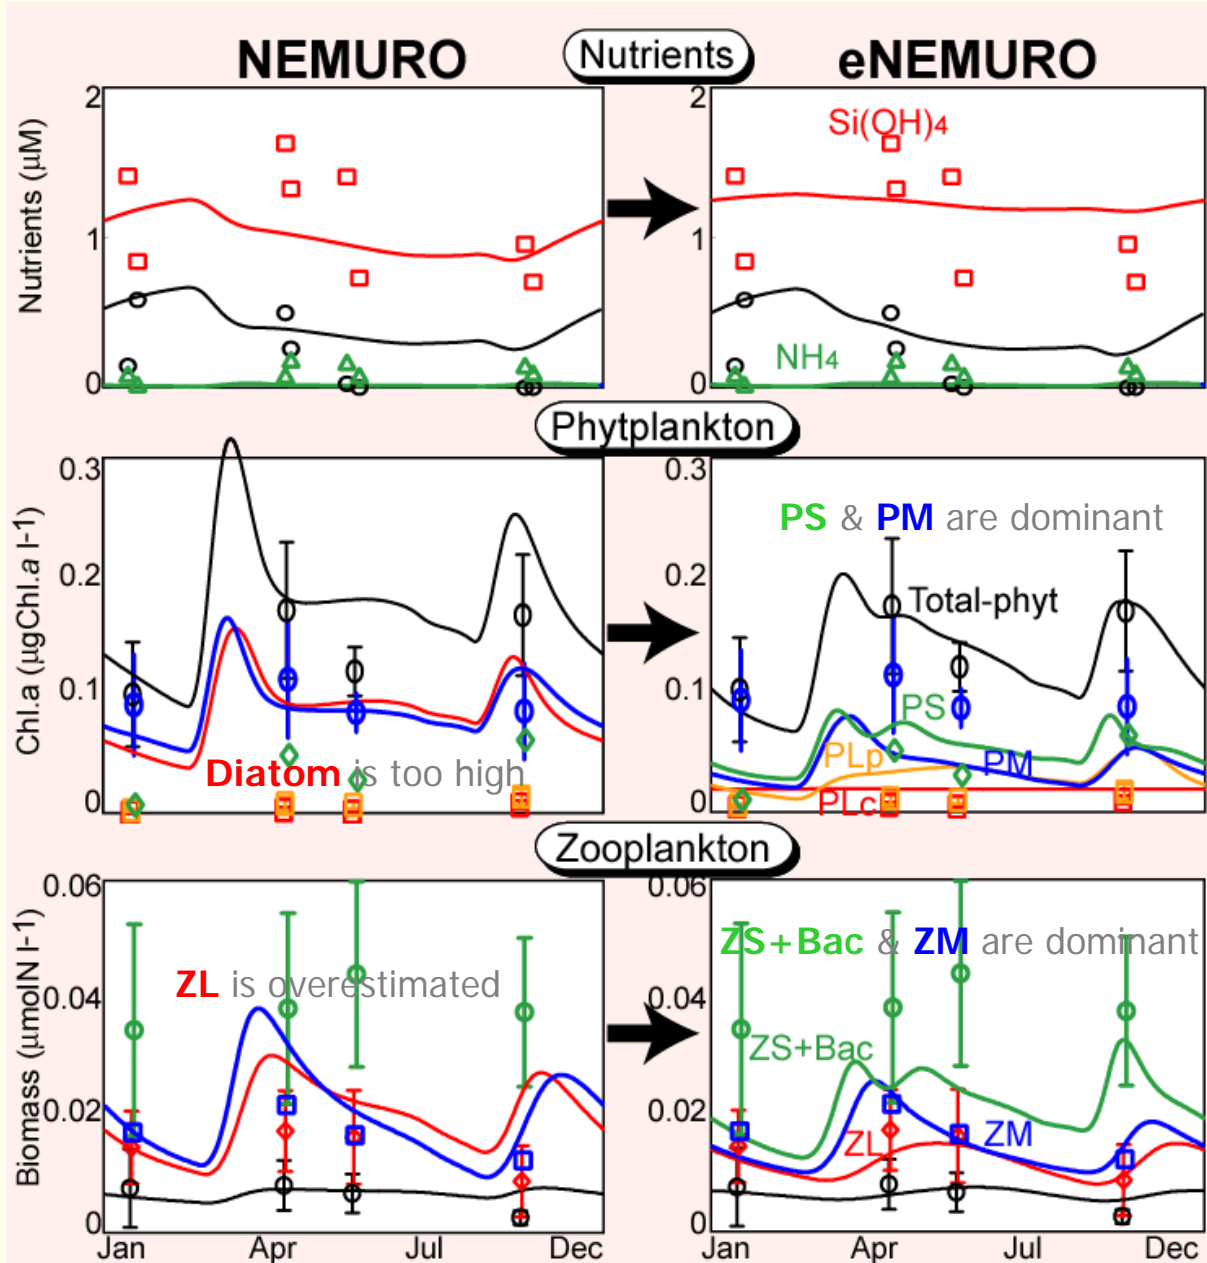 NEMURO
Nutrients
eNEMURO
Nutrients (μM)
2
1
0
2
1
0
Si(OH)4
NH4
Phytplankton
Chl.a (μgChl.a l-1)
0.3
0.2
0.1
0
Diatom is too high
0.3
0.2
0.1
0
PS & PM are dominant
Total-phyt
PS
PLp
PM
PLc
Zooplankton
Biomass (μmolN l-1)
0.06
0.04
0.02
0
ZL is overestimated
0.06
0.04
0.02
0
ZS+Bac & ZM are dominant
ZS+Bac
ZL
ZM
Jan Apr Jul Dec
Jan Apr Jul Dec